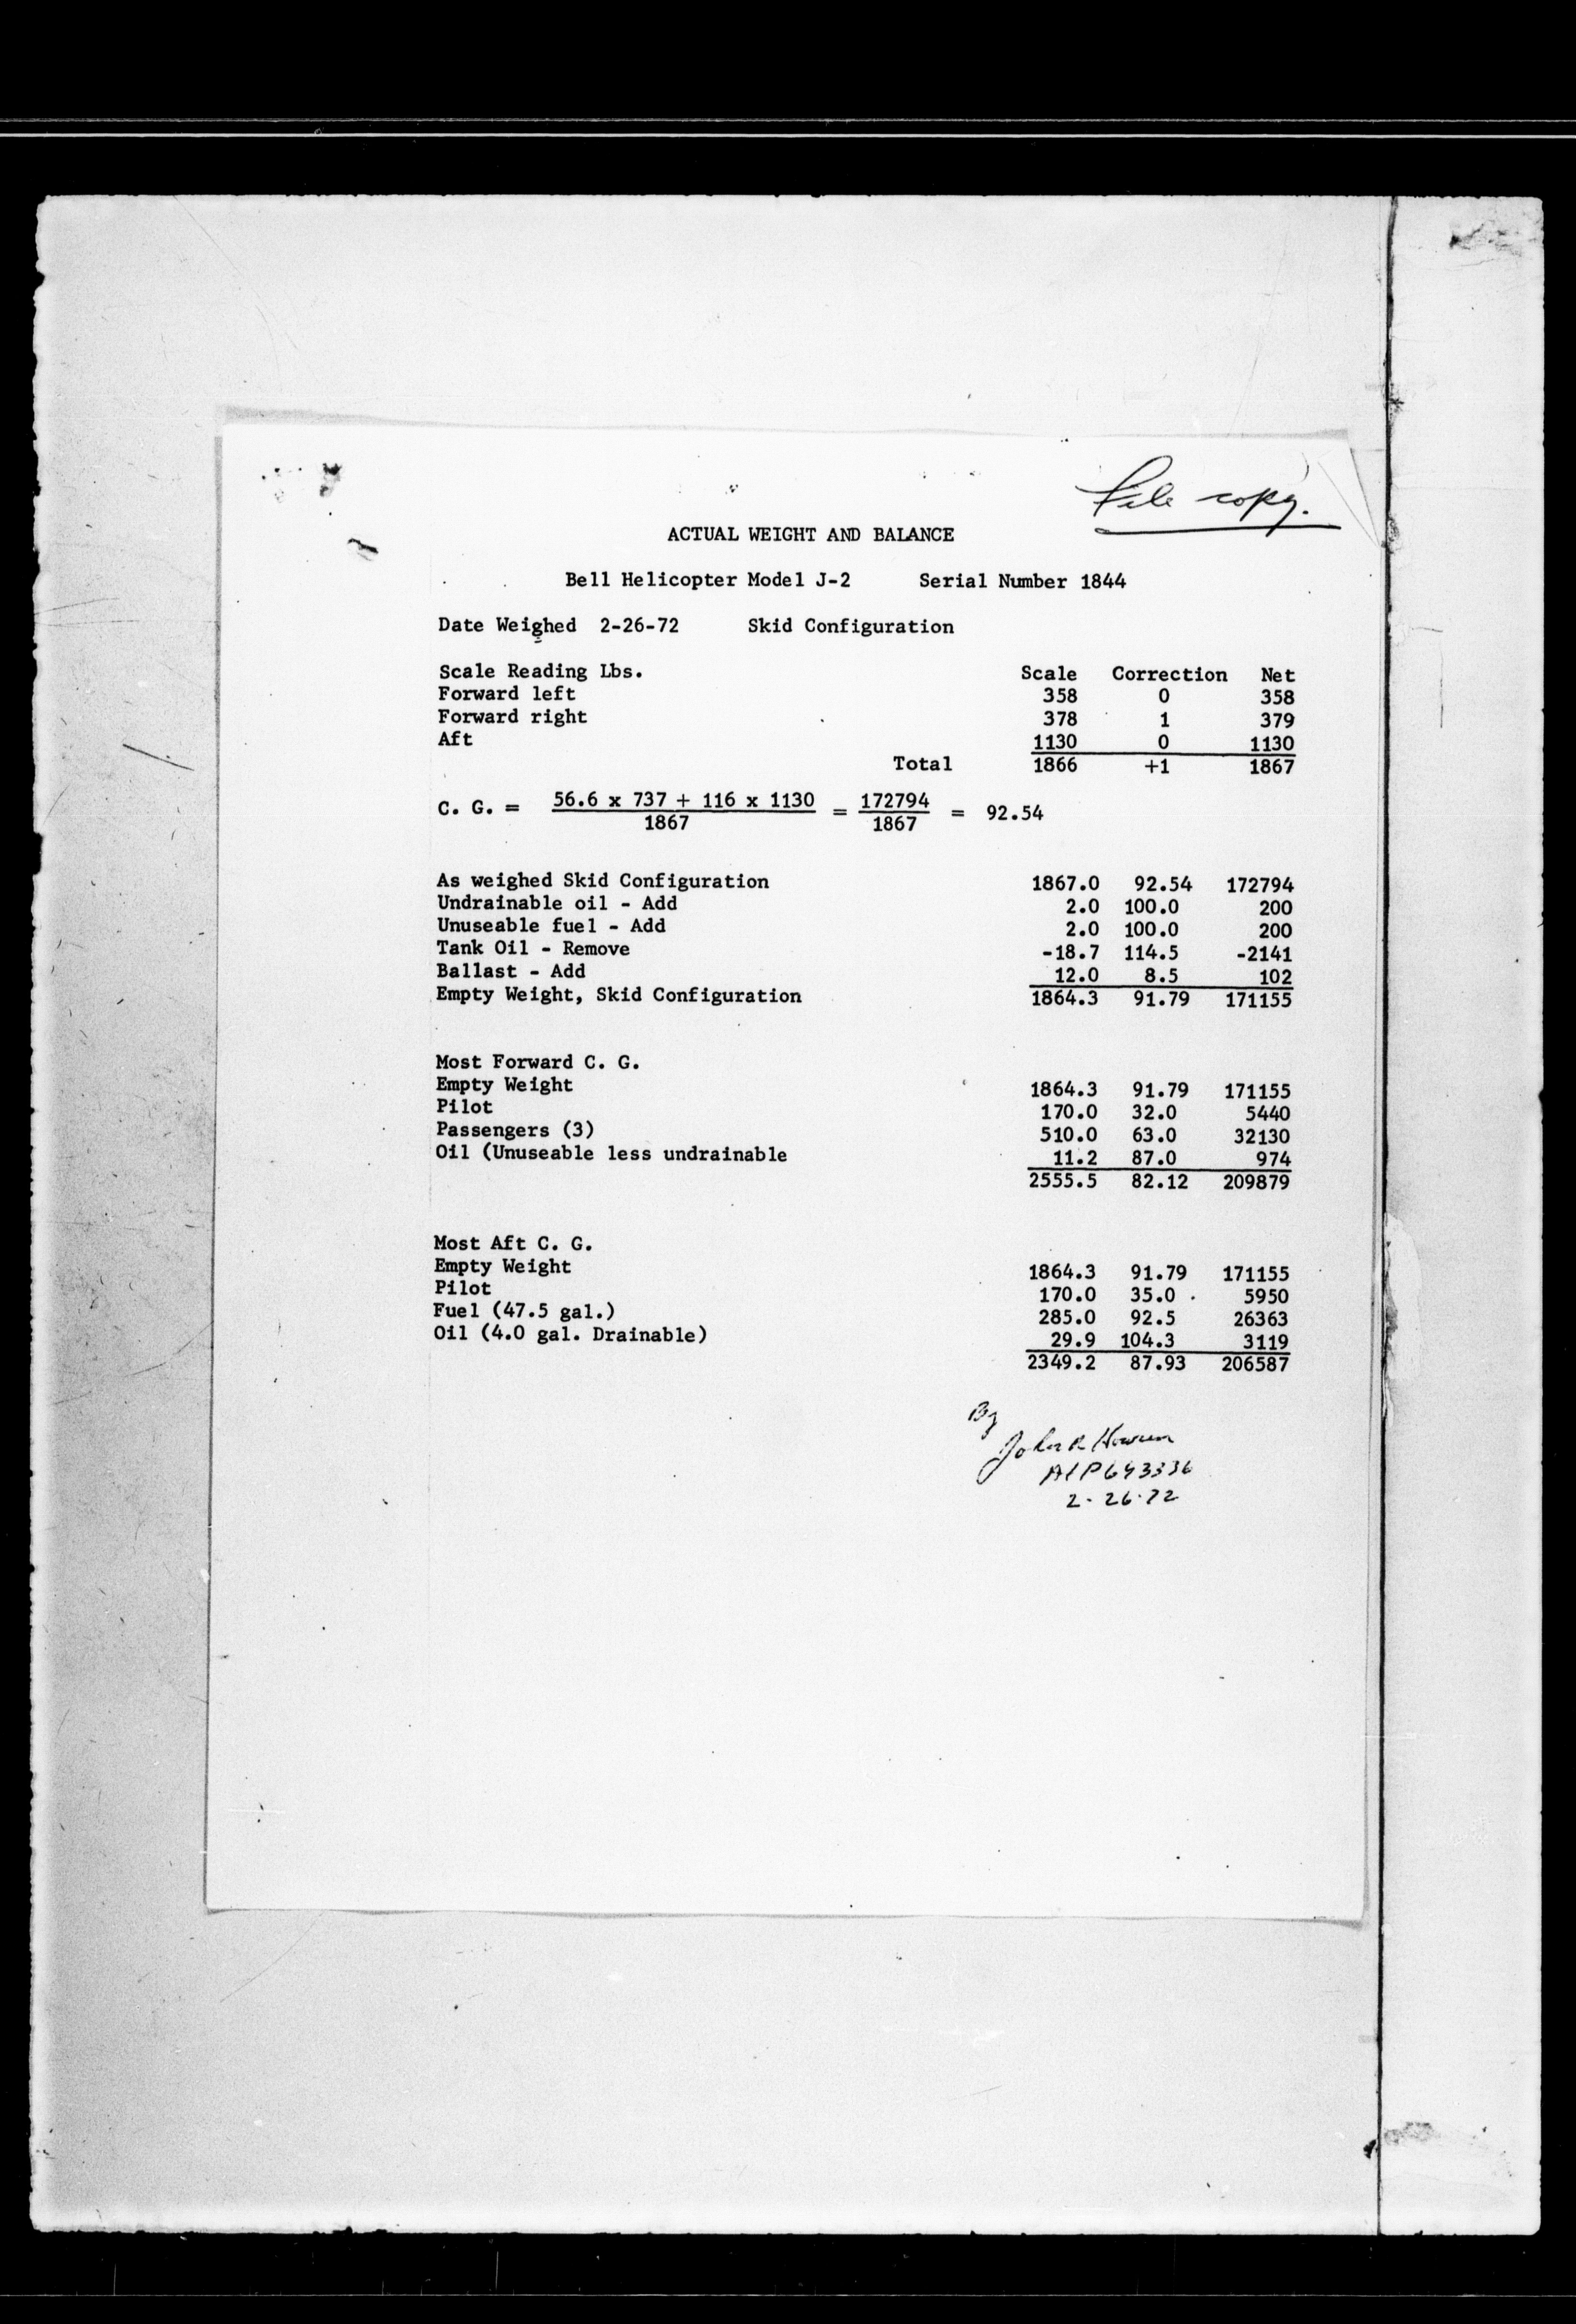 File copy.
ACTUAL WEIGHT AND BALANCE
Bell Helicopter Model J-2 Serial Number 1844
Date Weighed 2-26-72 Skid Configuration
Scale Reading Lbs. Scale Correction Net
Forward left 358 0 358
Forward right 378 1 379
Aft 1130 0 1130
Total 1866 +1 1867
C. G. = 56.6 x 737 + 116 x 1130 / 1867 = 172794 / 1867 = 92.54
As weighed Skid Configuration 1867.0 92.54 172794
Undrainable oil - Add 2.0 100.0 200
Unuseable fuel - Add 2.0 100.0 200
Tank Oil - Remove -18.7 114.5 -2141
Ballast - Add 12.0 8.5 102
Empty Weight, Skid Configuration 1864.3 91.79 171155
Most Forward C. G.
Empty Weight 1864.3 91.79 171155
Pilot 170.0 32.0 5440
Passengers (3) 510.0 63.0 32130
Oil (Unuseable less undrainable 11.2 87.0 974
2555.5 82.12 209879
Most Aft C. G.
Empty Weight 1864.3 91.79 171155
Pilot 170.0 35.0 5950
Fuel (47.5 gal.) 285.0 92.5 26363
Oil (4.0 gal. Drainable) 29.9 104.3 3119
2349.2 87.93 206587
By
John R
2-26-72